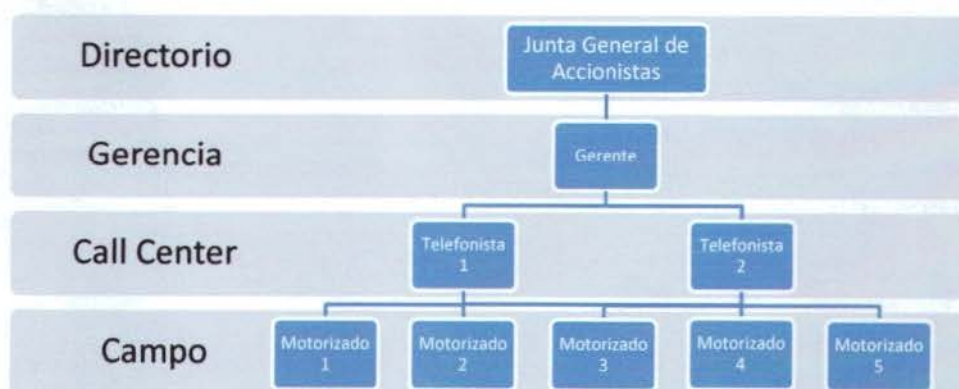 Directorio
Junta General de
Accionistas
Gerencia
Gerente
Call Center
Telefonista
1
Telefonista
2
Campo
Motorizado
1
Motorizado
2
Motorizado
3
Motorizado
4
Motorizado
5